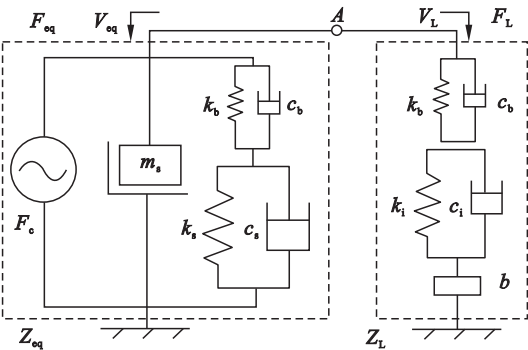 F_eq V_eq A V_L F_L
k_b c_b k_b c_b
m_s
F_c k_s c_s k_i c_i
b
Z_eq Z_L